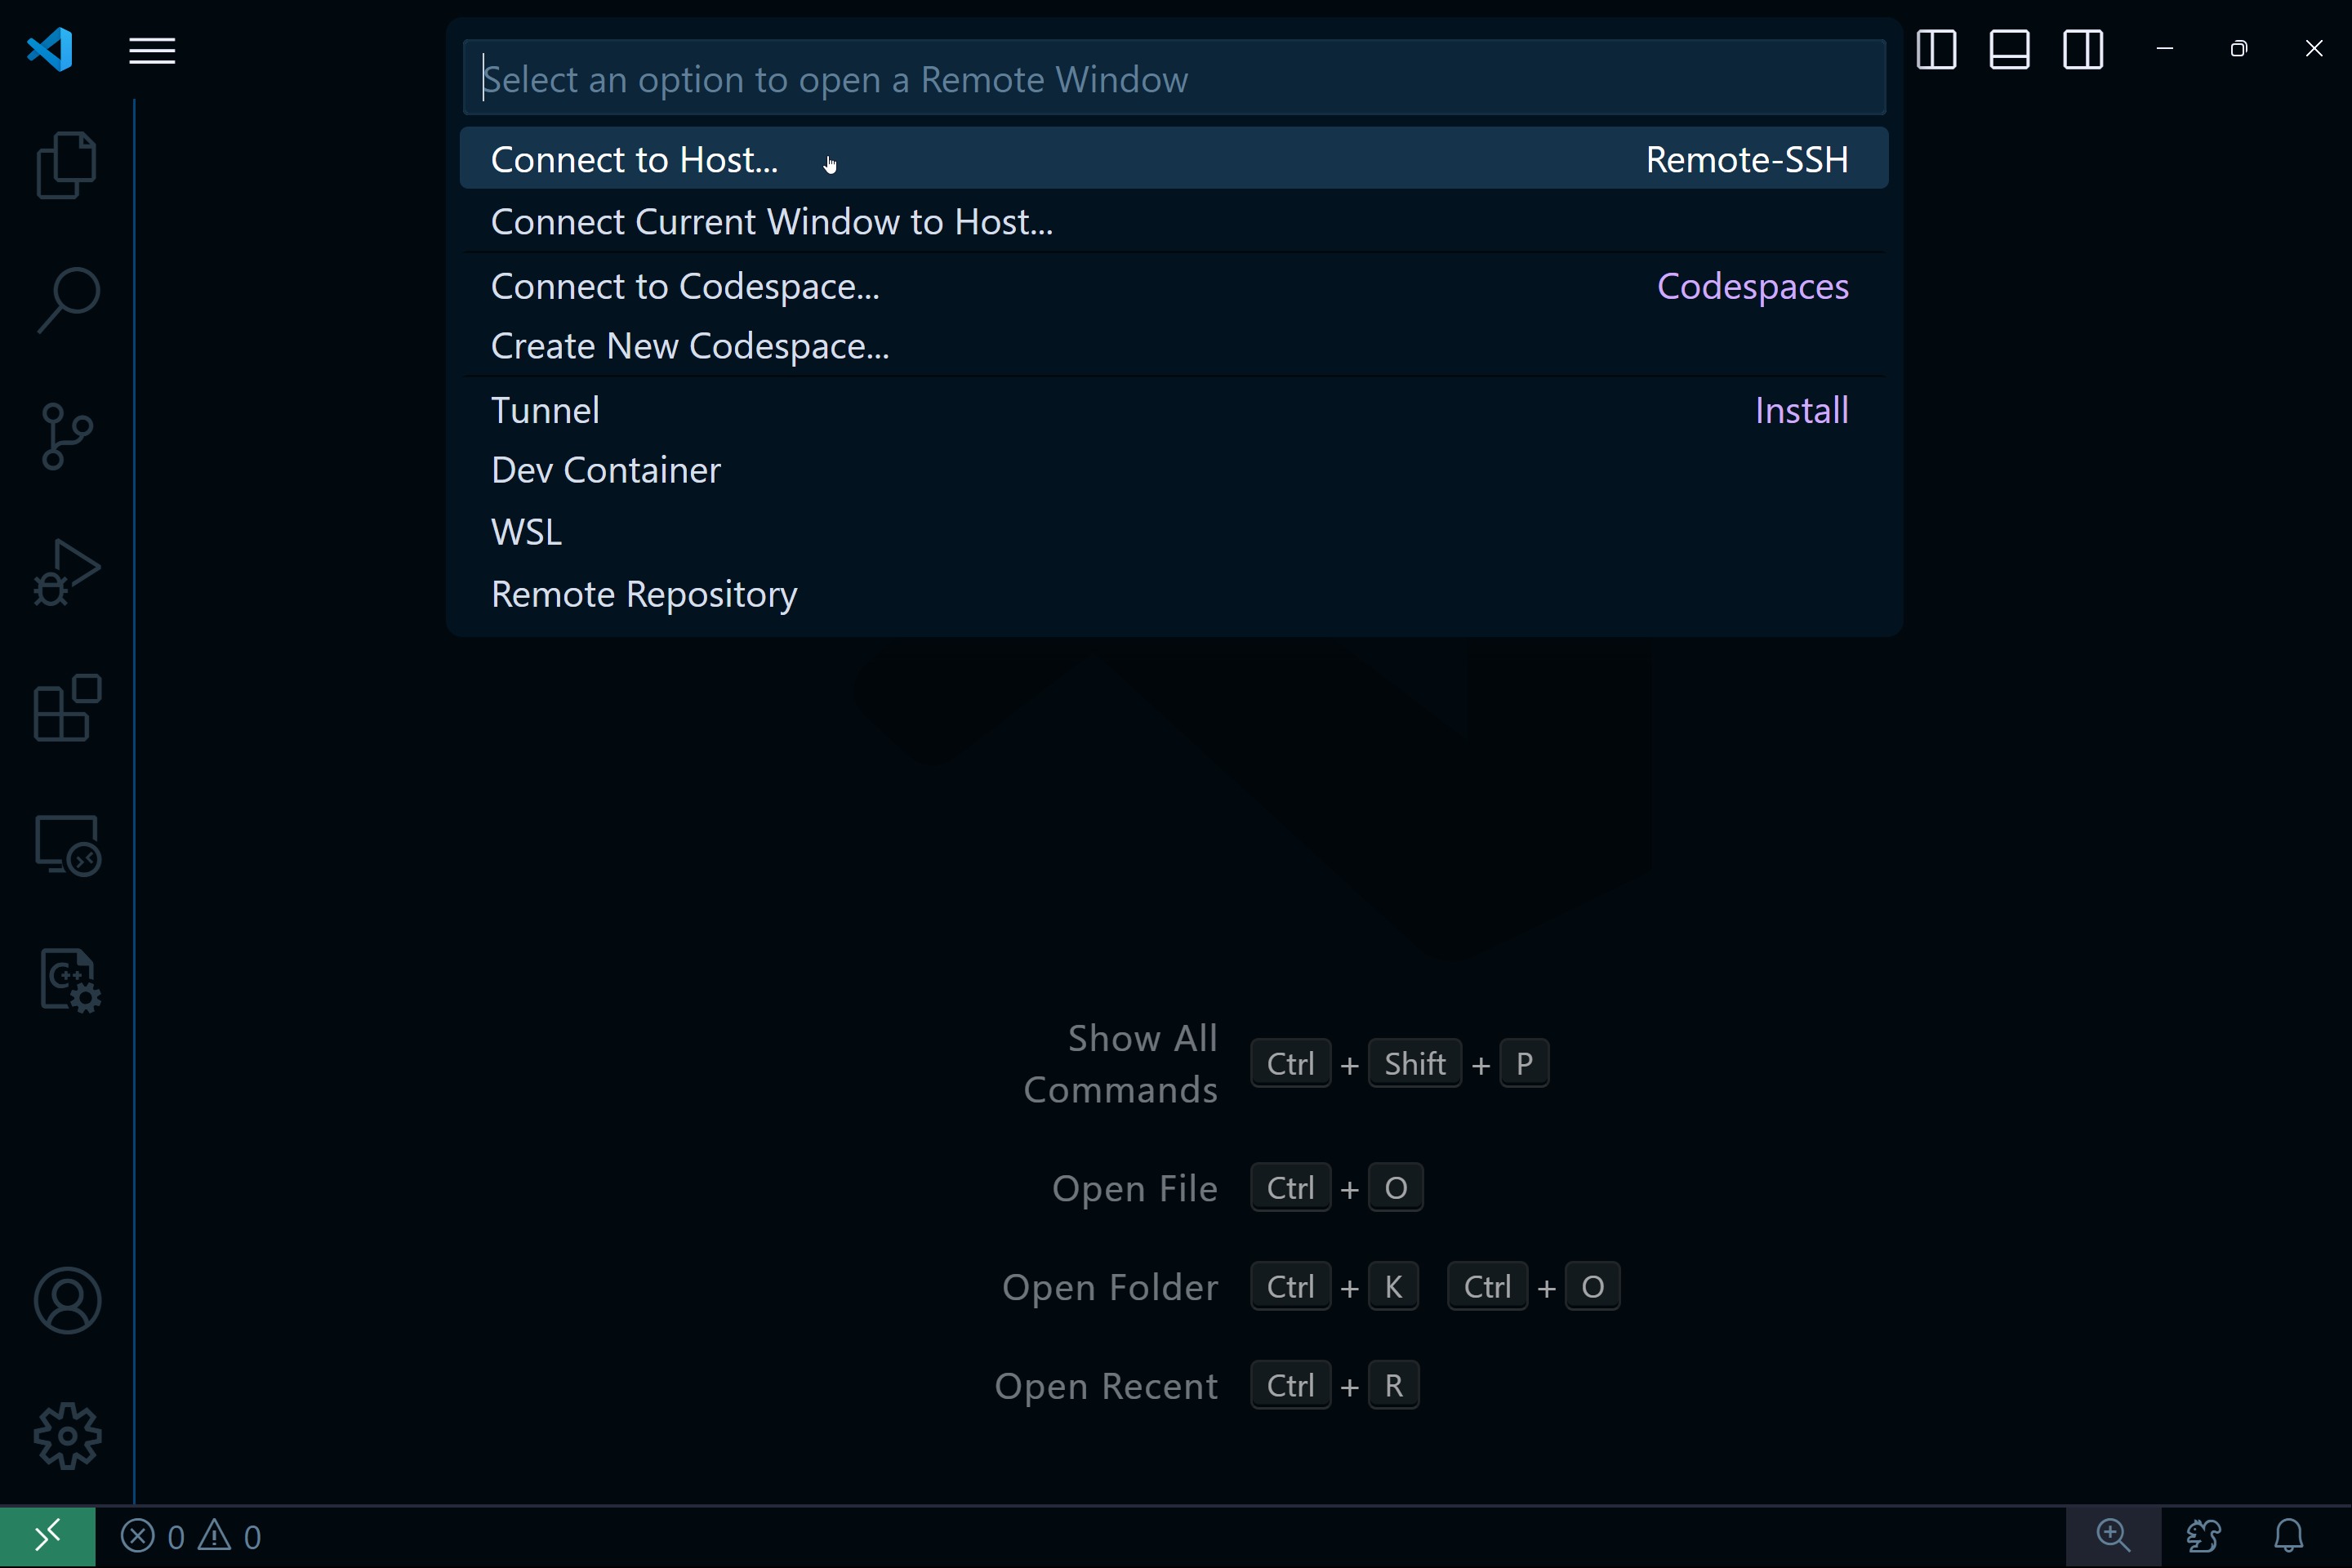 Select an option to open a Remote Window
Connect to Host... Remote-SSH
Connect Current Window to Host...
Connect to Codespace... Codespaces
Create New Codespace...
Tunnel Install
Dev Container
WSL
Remote Repository
C++
Show All
Commands Ctrl + Shift + P
Open File Ctrl + O
Open Folder Ctrl + K Ctrl + O
Open Recent Ctrl + R
0 0